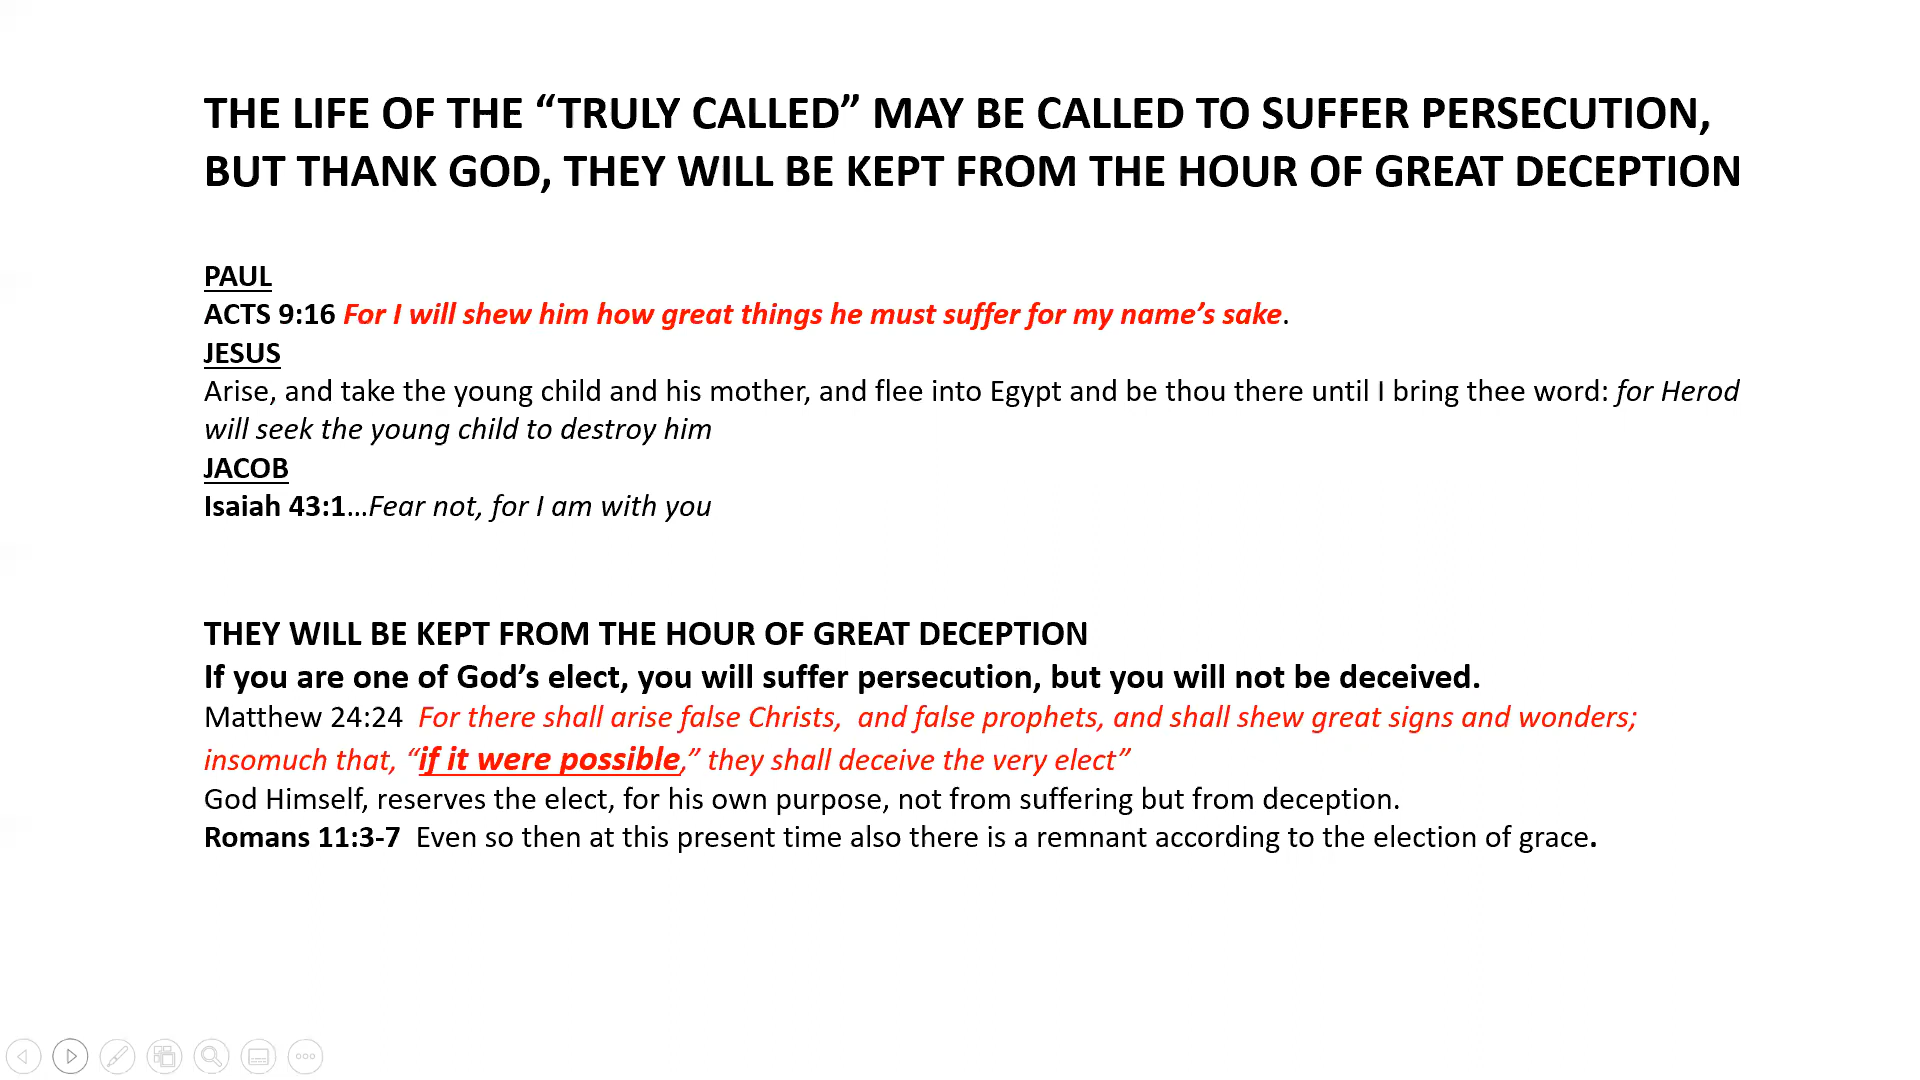 THE LIFE OF THE “TRULY CALLED” MAY BE CALLED TO SUFFER PERSECUTION,
BUT THANK GOD, THEY WILL BE KEPT FROM THE HOUR OF GREAT DECEPTION
PAUL
ACTS 9:16 For I will shew him how great things he must suffer for my name’s sake.
JESUS
Arise, and take the young child and his mother, and flee into Egypt and be thou there until I bring thee word: for Herod
will seek the young child to destroy him
JACOB
Isaiah 43:1…Fear not, for I am with you
THEY WILL BE KEPT FROM THE HOUR OF GREAT DECEPTION
If you are one of God’s elect, you will suffer persecution, but you will not be deceived.
Matthew 24:24  For there shall arise false Christs,  and false prophets, and shall shew great signs and wonders;
insomuch that, “if it were possible,” they shall deceive the very elect”
God Himself, reserves the elect, for his own purpose, not from suffering but from deception.
Romans 11:3-7  Even so then at this present time also there is a remnant according to the election of grace.